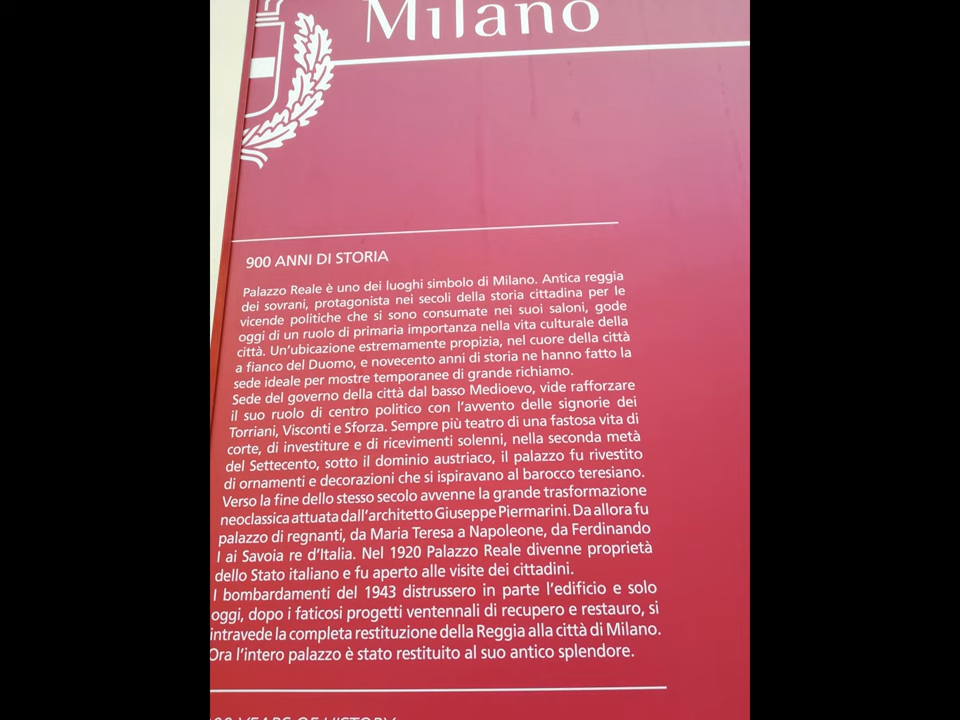 Milano
900 ANNI DI STORIA
Palazzo Reale è uno dei luoghi simbolo di Milano. Antica reggia
dei sovrani, protagonista nei secoli della storia cittadina per le
vicende politiche che si sono consumate nei suoi saloni, gode
oggi di un ruolo di primaria importanza nella vita culturale della
città. Un'ubicazione estremamente propizia, nel cuore della città
a fianco del Duomo, e novecento anni di storia ne hanno fatto la
sede ideale per mostre temporanee di grande richiamo.
Sede del governo della città dal basso Medioevo, vide rafforzare
il suo ruolo di centro politico con l'avvento delle signorie dei
Torriani, Visconti e Sforza. Sempre più teatro di una fastosa vita di
corte, di investiture e di ricevimenti solenni, nella seconda metà
del Settecento, sotto il dominio austriaco, il palazzo fu rivestito
di ornamenti e decorazioni che si ispiravano al barocco teresiano.
Verso la fine dello stesso secolo avvenne la grande trasformazione
neoclassica attuata dall'architetto Giuseppe Piermarini. Da allora fu
palazzo di regnanti, da Maria Teresa a Napoleone, da Ferdinando
I ai Savoia re d'Italia. Nel 1920 Palazzo Reale divenne proprietà
dello Stato italiano e fu aperto alle visite dei cittadini.
I bombardamenti del 1943 distrussero in parte l'edificio e solo
oggi, dopo i faticosi progetti ventennali di recupero e restauro, si
intravede la completa restituzione della Reggia alla città di Milano.
Ora l'intero palazzo è stato restituito al suo antico splendore.
YEARS OF HISTORY